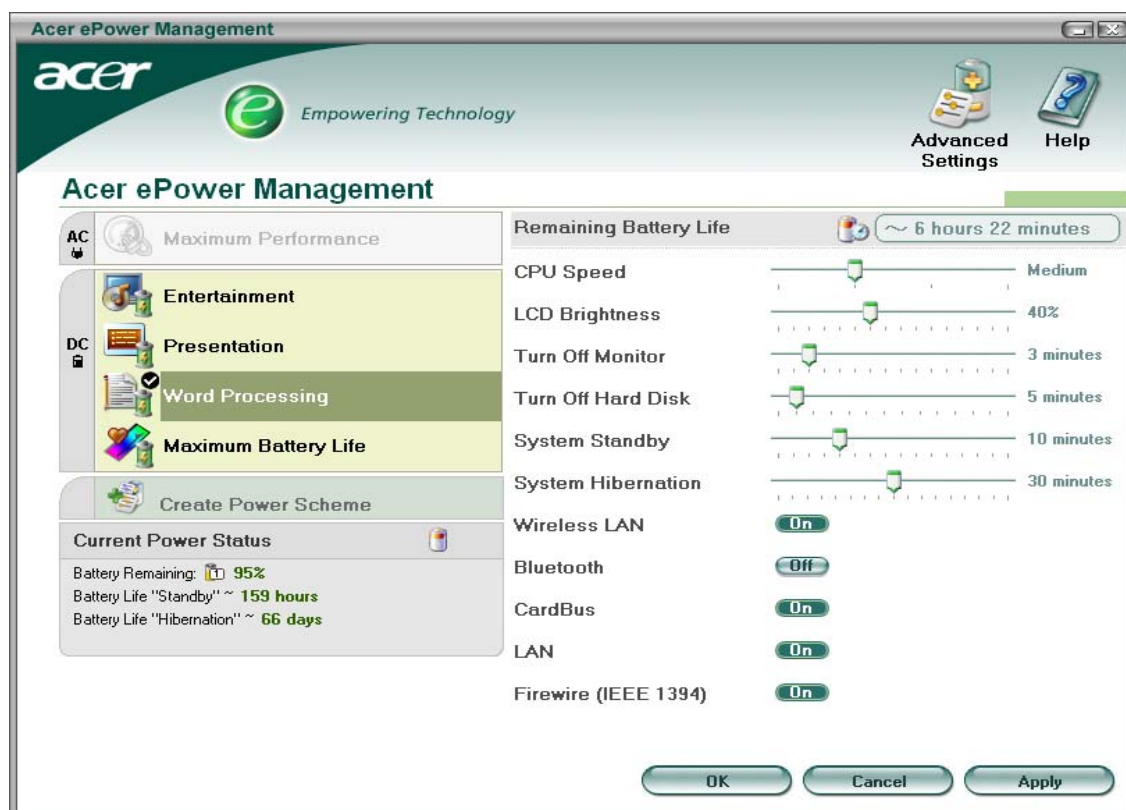 Acer ePower Management
acer
e Empowering Technology
Advanced Settings
Help
Acer ePower Management
AC
Maximum Performance
DC
Entertainment
Presentation
Word Processing
Maximum Battery Life
Create Power Scheme
Current Power Status
Battery Remaining: 1 95%
Battery Life "Standby" ~ 159 hours
Battery Life "Hibernation" ~ 66 days
Remaining Battery Life ~ 6 hours 22 minutes
CPU Speed Medium
LCD Brightness 40%
Turn Off Monitor 3 minutes
Turn Off Hard Disk 5 minutes
System Standby 10 minutes
System Hibernation 30 minutes
Wireless LAN On
Bluetooth Off
CardBus On
LAN On
Firewire (IEEE 1394) On
OK Cancel Apply